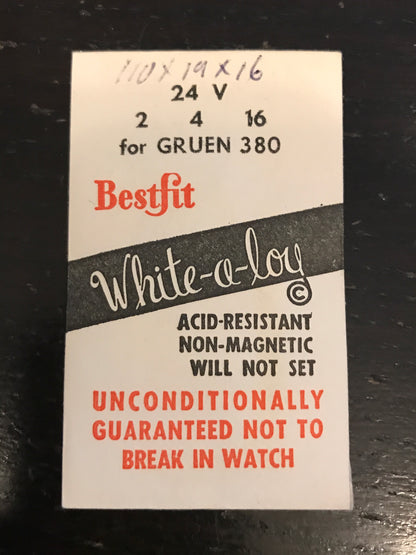 110 x 19 x 16
24 V
2 4 16
for GRUEN 380
Bestfit
White-a-loy
©
ACID-RESISTANT
NON-MAGNETIC
WILL NOT SET
UNCONDITIONALLY
GUARANTEED NOT TO
BREAK IN WATCH